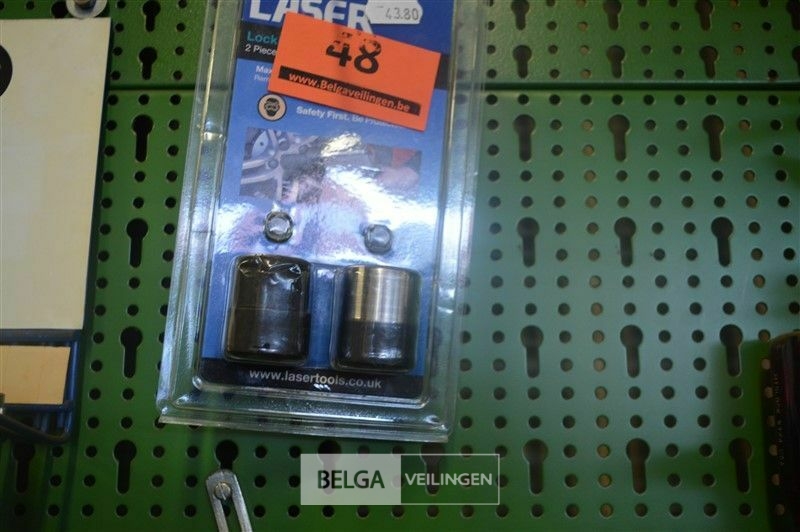 LASER
43.80
Lock
2 Piece
48
www.Belgaveilingen.be
Safety First. Be
www.lasertools.co.uk
BELGA VEILINGEN